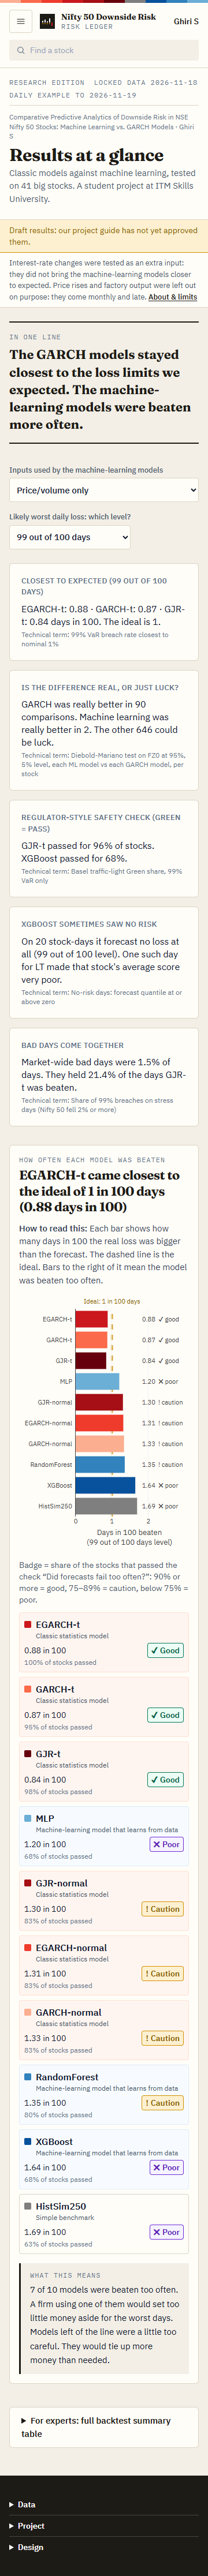 Nifty 50 Downside Risk
RISK LEDGER
Ghiri S
Find a stock
RESEARCH EDITION LOCKED DATA 2026-11-18
DAILY EXAMPLE TO 2026-11-19
Comparative Predictive Analytics of Downside Risk in NSE
Nifty 50 Stocks: Machine Learning vs. GARCH Models · Ghiri
S
Results at a glance
Classic models against machine learning, tested
on 41 big stocks. A student project at ITM Skills
University.
Draft results: our project guide has not yet approved
them.
Interest-rate changes were tested as an extra input:
they did not bring the machine-learning models closer
to expected. Price rises and factory output were left out
on purpose: they come monthly and late. About & limits
IN ONE LINE
The GARCH models stayed
closest to the loss limits we
expected. The machine-
learning models were beaten
more often.
Inputs used by the machine-learning models
Price/volume only
Likely worst daily loss: which level?
99 out of 100 days
CLOSEST TO EXPECTED (99 OUT OF 100
DAYS)
EGARCH-t: 0.88 · GARCH-t: 0.87 · GJR-
t: 0.84 days in 100. The ideal is 1.
Technical term: 99% VaR breach rate closest to
nominal 1%
IS THE DIFFERENCE REAL, OR JUST LUCK?
GARCH was really better in 90
comparisons. Machine learning was
really better in 2. The other 646 could
be luck.
Technical term: Diebold-Mariano test on FZ0 at 95%,
5% level, each ML model vs each GARCH model, per
stock
REGULATOR-STYLE SAFETY CHECK (GREEN
= PASS)
GJR-t passed for 96% of stocks.
XGBoost passed for 68%.
Technical term: Basel traffic-light Green share, 99%
VaR only
XGBOOST SOMETIMES SAW NO RISK
On 20 stock-days it forecast no loss at
all (99 out of 100 level). One such day
for LT made that stock's average score
very poor.
Technical term: No-risk days: forecast quantile at or
above zero
BAD DAYS COME TOGETHER
Market-wide bad days were 1.5% of
days. They held 21.4% of the days GJR-
t was beaten.
Technical term: Share of 99% breaches on stress
days (Nifty 50 fell 2% or more)
HOW OFTEN EACH MODEL WAS BEATEN
EGARCH-t came closest to
the ideal of 1 in 100 days
(0.88 days in 100)
How to read this: Each bar shows how
many days in 100 the real loss was bigger
than the forecast. The dashed line is the
ideal. Bars to the right of it mean the model
was beaten too often.
Ideal: 1 in 100 days
EGARCH-t 0.88 ✓ good
GARCH-t 0.87 ✓ good
GJR-t 0.84 ✓ good
MLP 1.20 ✕ poor
GJR-normal 1.30 ! caution
EGARCH-normal 1.31 ! caution
GARCH-normal 1.33 ! caution
RandomForest 1.35 ! caution
XGBoost 1.64 ✕ poor
HistSim250 1.69 ✕ poor
0 1 2
Days in 100 beaten
(99 out of 100 days level)
Badge = share of the stocks that passed the
check "Did forecasts fail too often?": 90% or
more = good, 75–89% = caution, below 75% =
poor.
EGARCH-t
Classic statistics model
0.88 in 100 ✓ Good
100% of stocks passed
GARCH-t
Classic statistics model
0.87 in 100 ✓ Good
95% of stocks passed
GJR-t
Classic statistics model
0.84 in 100 ✓ Good
98% of stocks passed
MLP
Machine-learning model that learns from data
1.20 in 100 ✕ Poor
68% of stocks passed
GJR-normal
Classic statistics model
1.30 in 100 ! Caution
83% of stocks passed
EGARCH-normal
Classic statistics model
1.31 in 100 ! Caution
83% of stocks passed
GARCH-normal
Classic statistics model
1.33 in 100 ! Caution
83% of stocks passed
RandomForest
Machine-learning model that learns from data
1.35 in 100 ! Caution
80% of stocks passed
XGBoost
Machine-learning model that learns from data
1.64 in 100 ✕ Poor
68% of stocks passed
HistSim250
Simple benchmark
1.69 in 100 ✕ Poor
63% of stocks passed
WHAT THIS MEANS
7 of 10 models were beaten too often.
A firm using one of them would set too
little money aside for the worst days.
Models left of the line were a little too
careful. They would tie up more
money than needed.
▶ For experts: full backtest summary
table
▶ Data
▶ Project
▶ Design